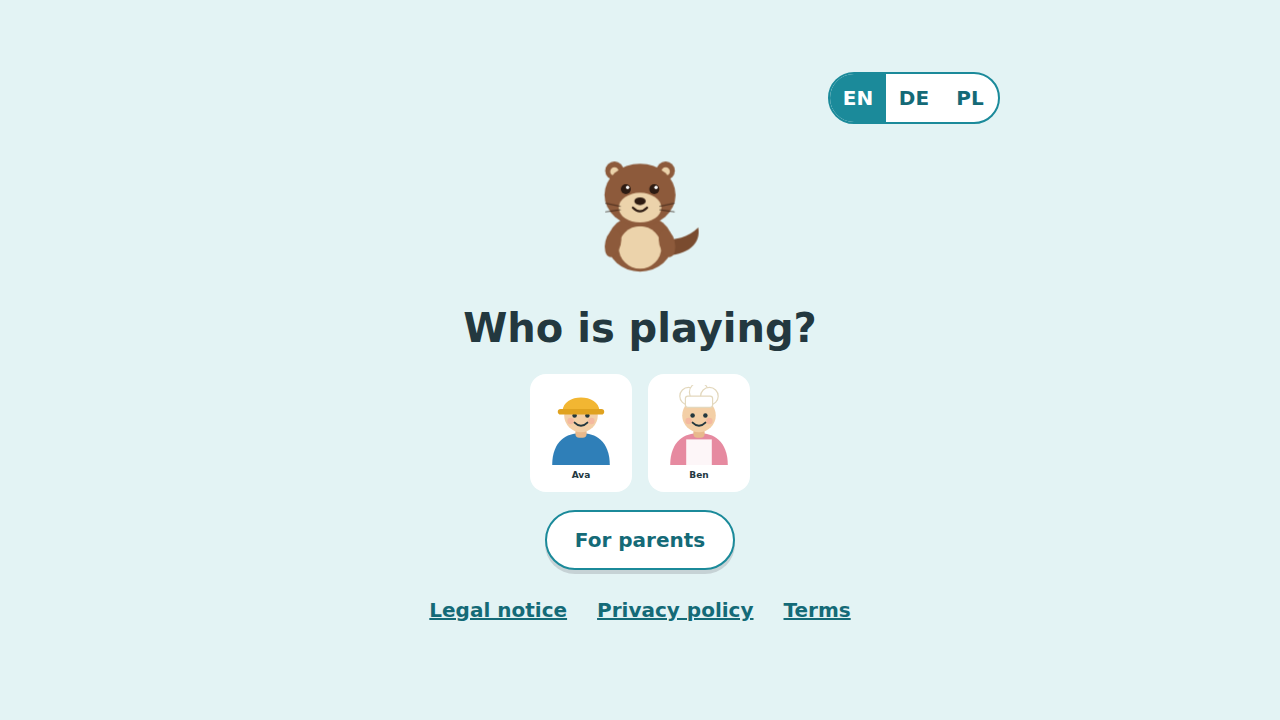 EN DE PL
Who is playing?
Ava Ben
For parents
Legal notice Privacy policy Terms